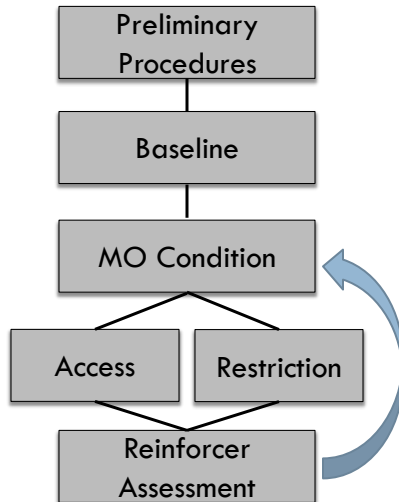 Preliminary
Procedures
Baseline
MO Condition
Access
Restriction
Reinforcer
Assessment